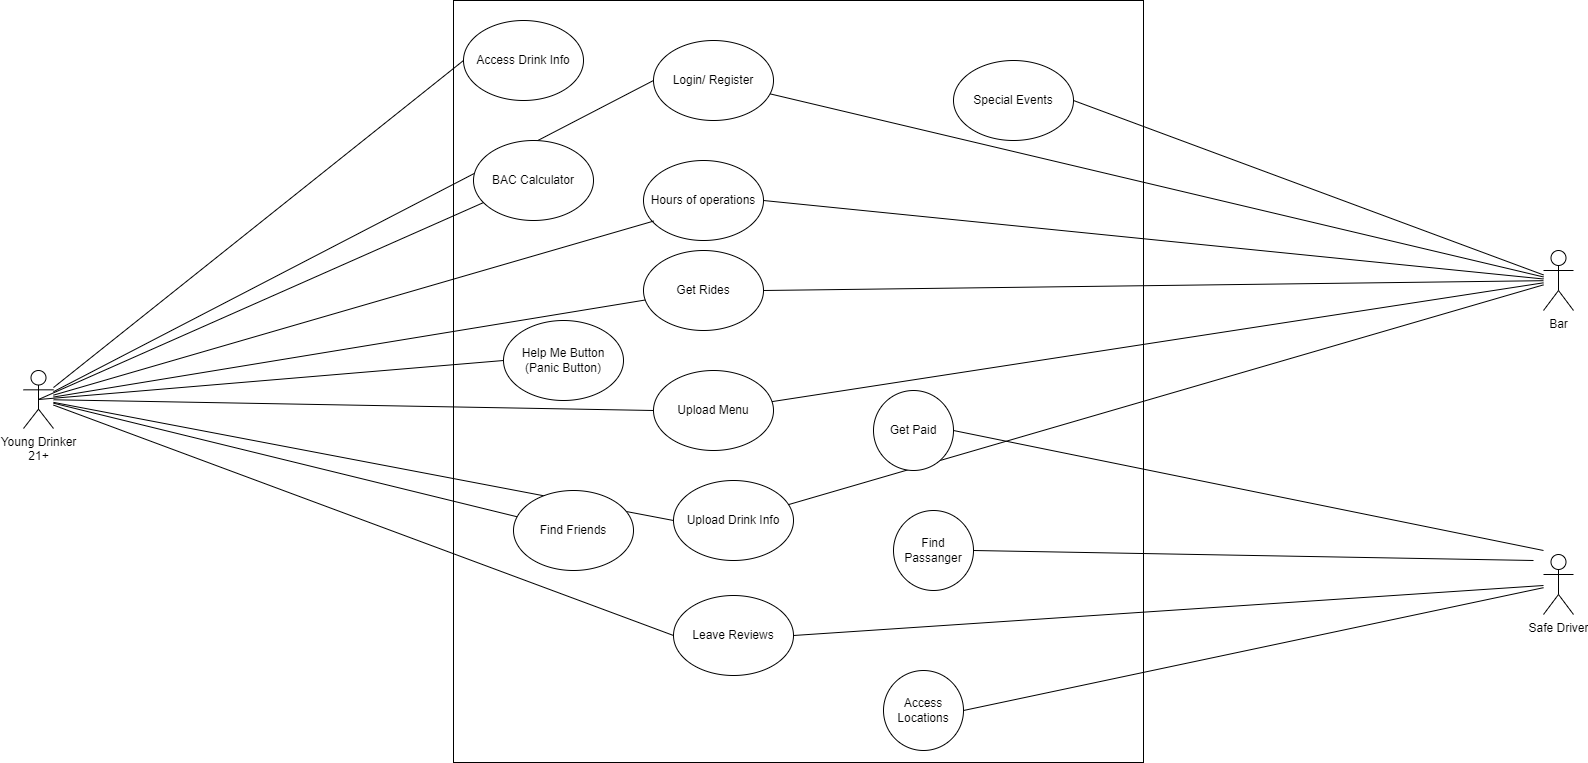 Access Drink Info
Login/ Register
Special Events
BAC Calculator
Hours of operations
Get Rides
Bar
Help Me Button
(Panic Button)
Young Drinker
21+
Upload Menu
Get Paid
Find Friends
Upload Drink Info
Find
Passanger
Safe Driver
Leave Reviews
Access
Locations